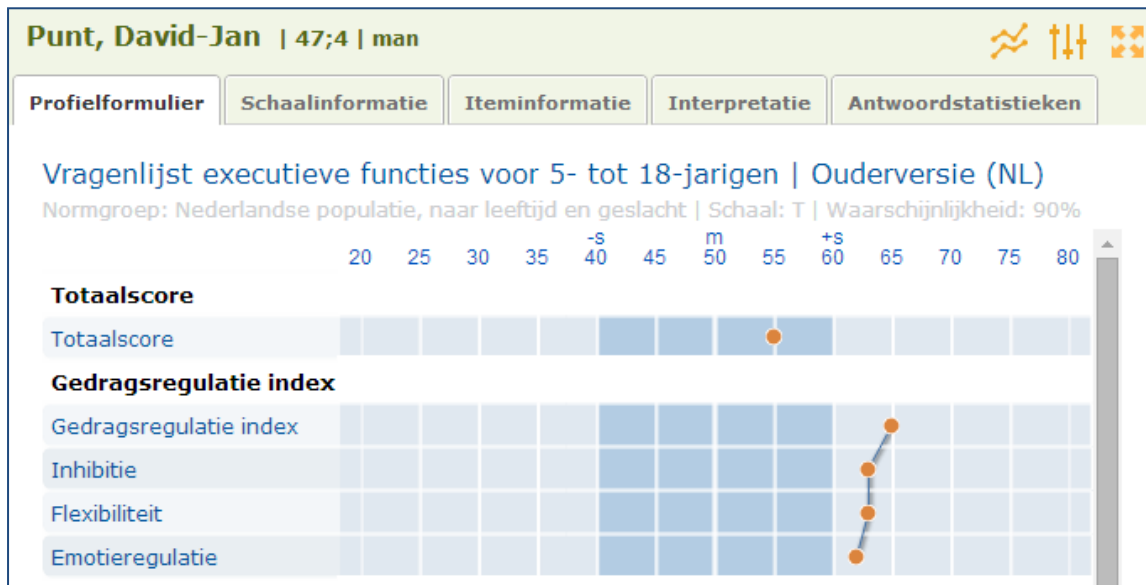 Punt, David-Jan | 47;4 | man
Profielformulier Schaalinformatie Iteminformatie Interpretatie Antwoordstatistieken
Vragenlijst executieve functies voor 5- tot 18-jarigen | Ouderversie (NL)
Normgroep: Nederlandse populatie, naar leeftijd en geslacht | Schaal: T | Waarschijnlijkheid: 90%
-s m +s
20 25 30 35 40 45 50 55 60 65 70 75 80
Totaalscore
Totaalscore
Gedragsregulatie index
Gedragsregulatie index
Inhibitie
Flexibiliteit
Emotieregulatie